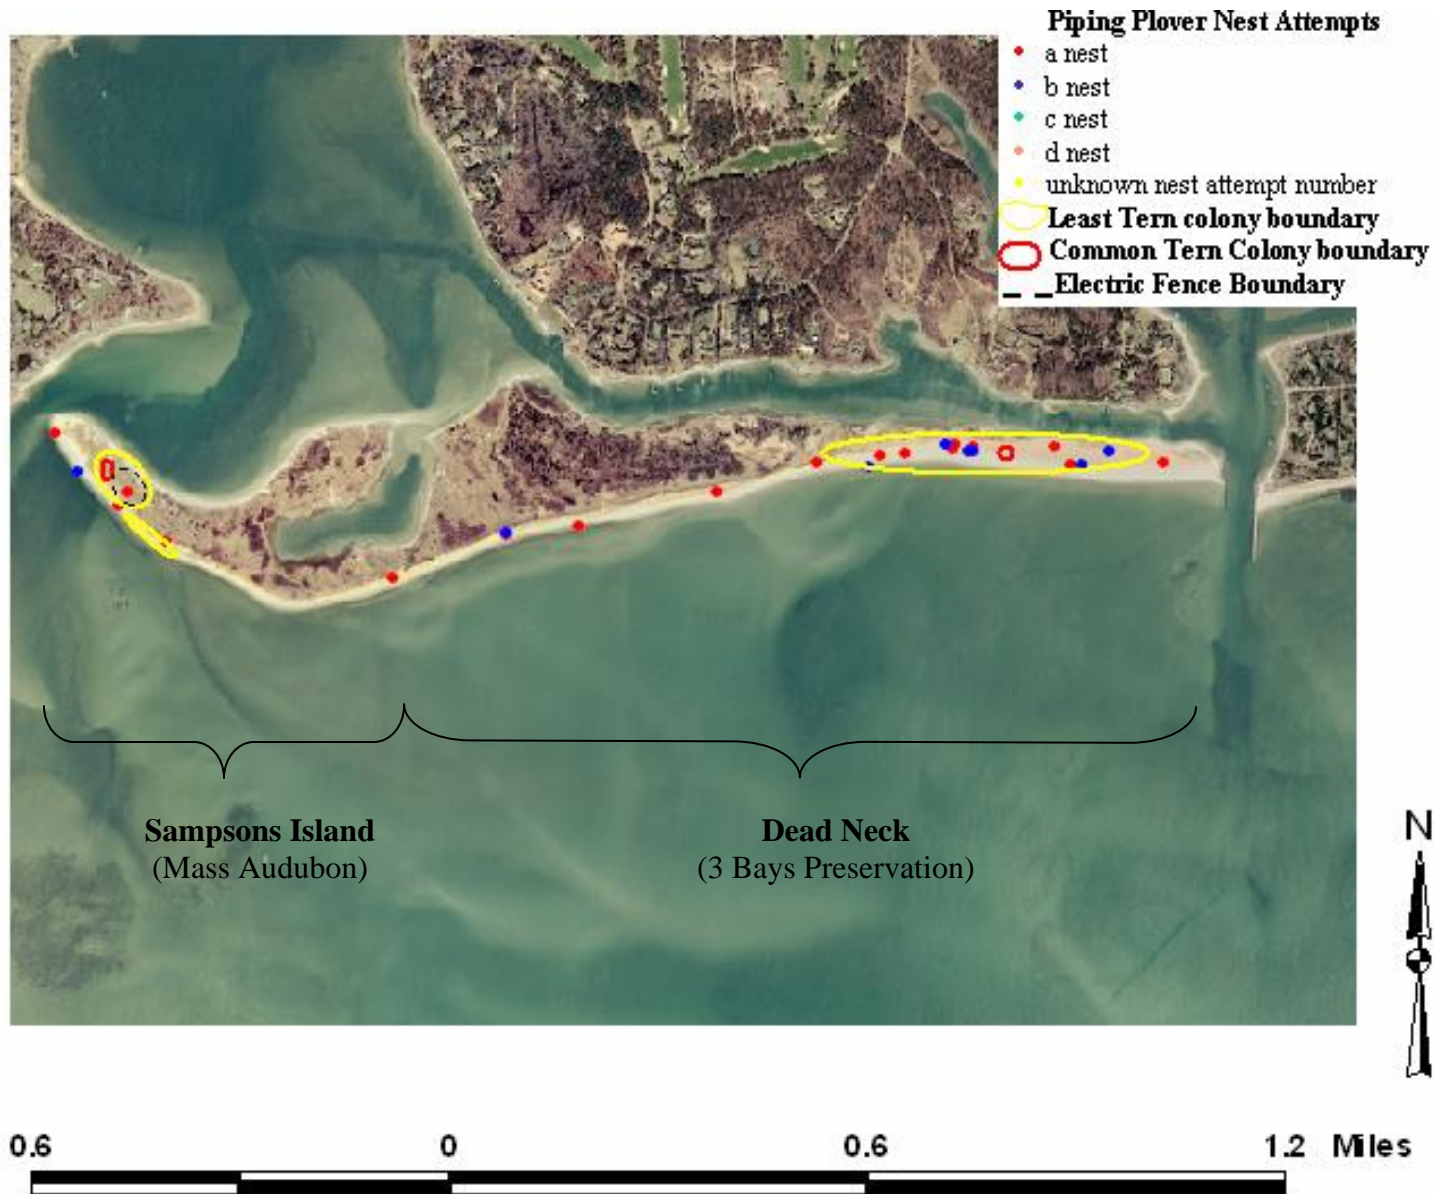 Piping Plover Nest Attempts
a nest
b nest
c nest
d nest
unknown nest attempt number
Least Tern colony boundary
Common Tern Colony boundary
Electric Fence Boundary
Sampsons Island
(Mass Audubon)
Dead Neck
(3 Bays Preservation)
N
0.6 0 0.6 1.2 Miles